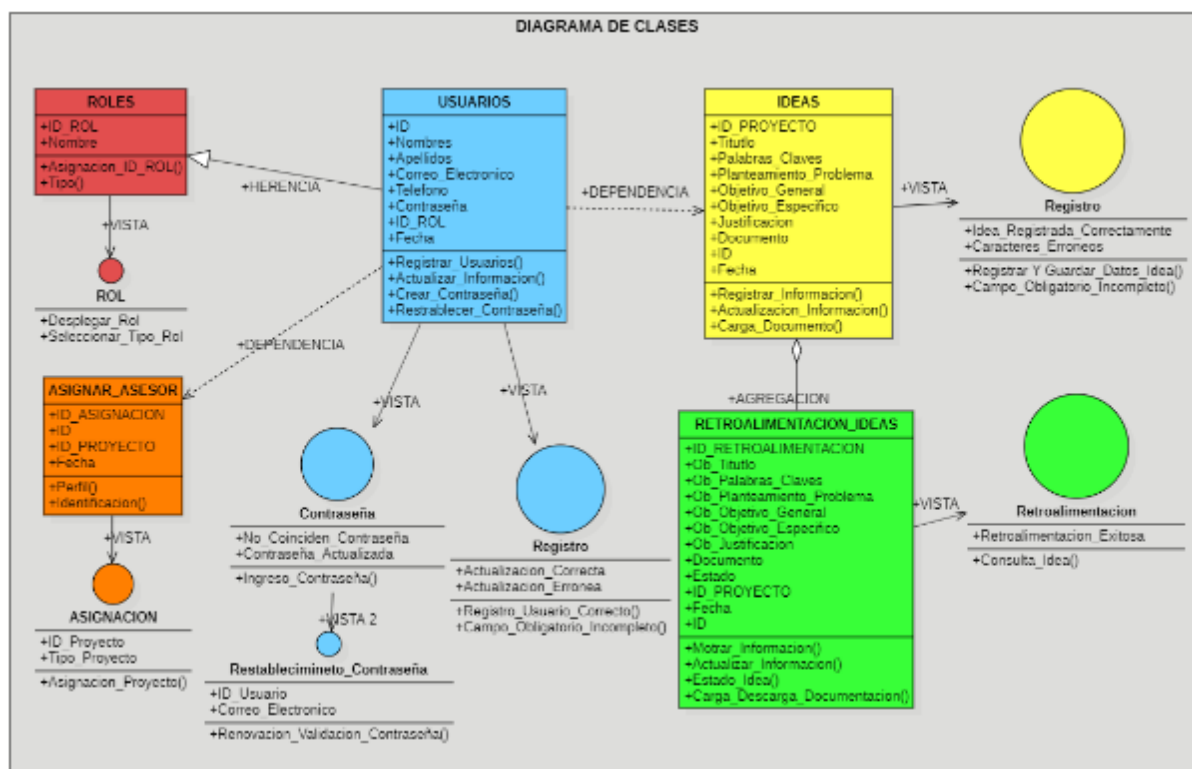 DIAGRAMA DE CLASES
ROLES
+ID_ROL
+Nombre
+Asignacion_ID_ROL()
+Tipo()
+VISTA
ROL
+Desplegar_Rol
+Seleccionar_Tipo_Rol
+HERENCIA
USUARIOS
+ID
+Nombres
+Apellidos
+Correo_Electronico
+Telefono
+Contraseña
+ID_ROL
+Fecha
+Registrar_Usuarios()
+Actualizar_Informacion()
+Crear_Contraseña()
+Restrablecer_Contraseña()
+DEPENDENCIA
IDEAS
+ID_PROYECTO
+Titutlo
+Palabras_Claves
+Planteamiento_Problema
+Objetivo_General
+Objetivo_Especifico
+Justificacion
+Documento
+ID
+Fecha
+Registrar_Informacion()
+Actualizacion_Informacion()
+Carga_Documento()
+VISTA
Registro
+Idea_Registrada_Correctamente
+Caracteres_Erroneos
+Registrar Y Guardar_Datos_Idea()
+Campo_Obligatorio_Incompleto()
+DEPENDENCIA
ASIGNAR_ASESOR
+ID_ASIGNACION
+ID
+ID_PROYECTO
+Fecha
+Perfil()
+Identificacion()
+VISTA
ASIGNACION
+ID_Proyecto
+Tipo_Proyecto
+Asignacion_Proyecto()
+VISTA
Contraseña
+No_Coinciden_Contraseña
+Contraseña_Actualizada
+Ingreso_Contraseña()
+VISTA 2
Restablecimineto_Contraseña
+ID_Usuario
+Correo_Electronico
+Renovacion_Validacion_Contraseña()
+VISTA
Registro
+Actualizacion_Correcta
+Actualizacion_Erronea
+Registro_Usuario_Correcto()
+Campo_Obligatorio_Incompleto()
+AGREGACION
RETROALIMENTACION_IDEAS
+ID_RETROALIMENTACION
+Ob_Titutlo
+Ob_Palabras_Claves
+Ob_Planteamiento_Problema
+Ob_Objetivo_General
+Ob_Objetivo_Especifico
+Ob_Justificacion
+Documento
+Estado
+ID_PROYECTO
+Fecha
+ID
+Motrar_Informacion()
+Actualizar_Informacion()
+Estado_Idea()
+Carga_Descarga_Documentacion()
+VISTA
Retroalimentacion
+Retroalimentacion_Exitosa
+Consulta_Idea()